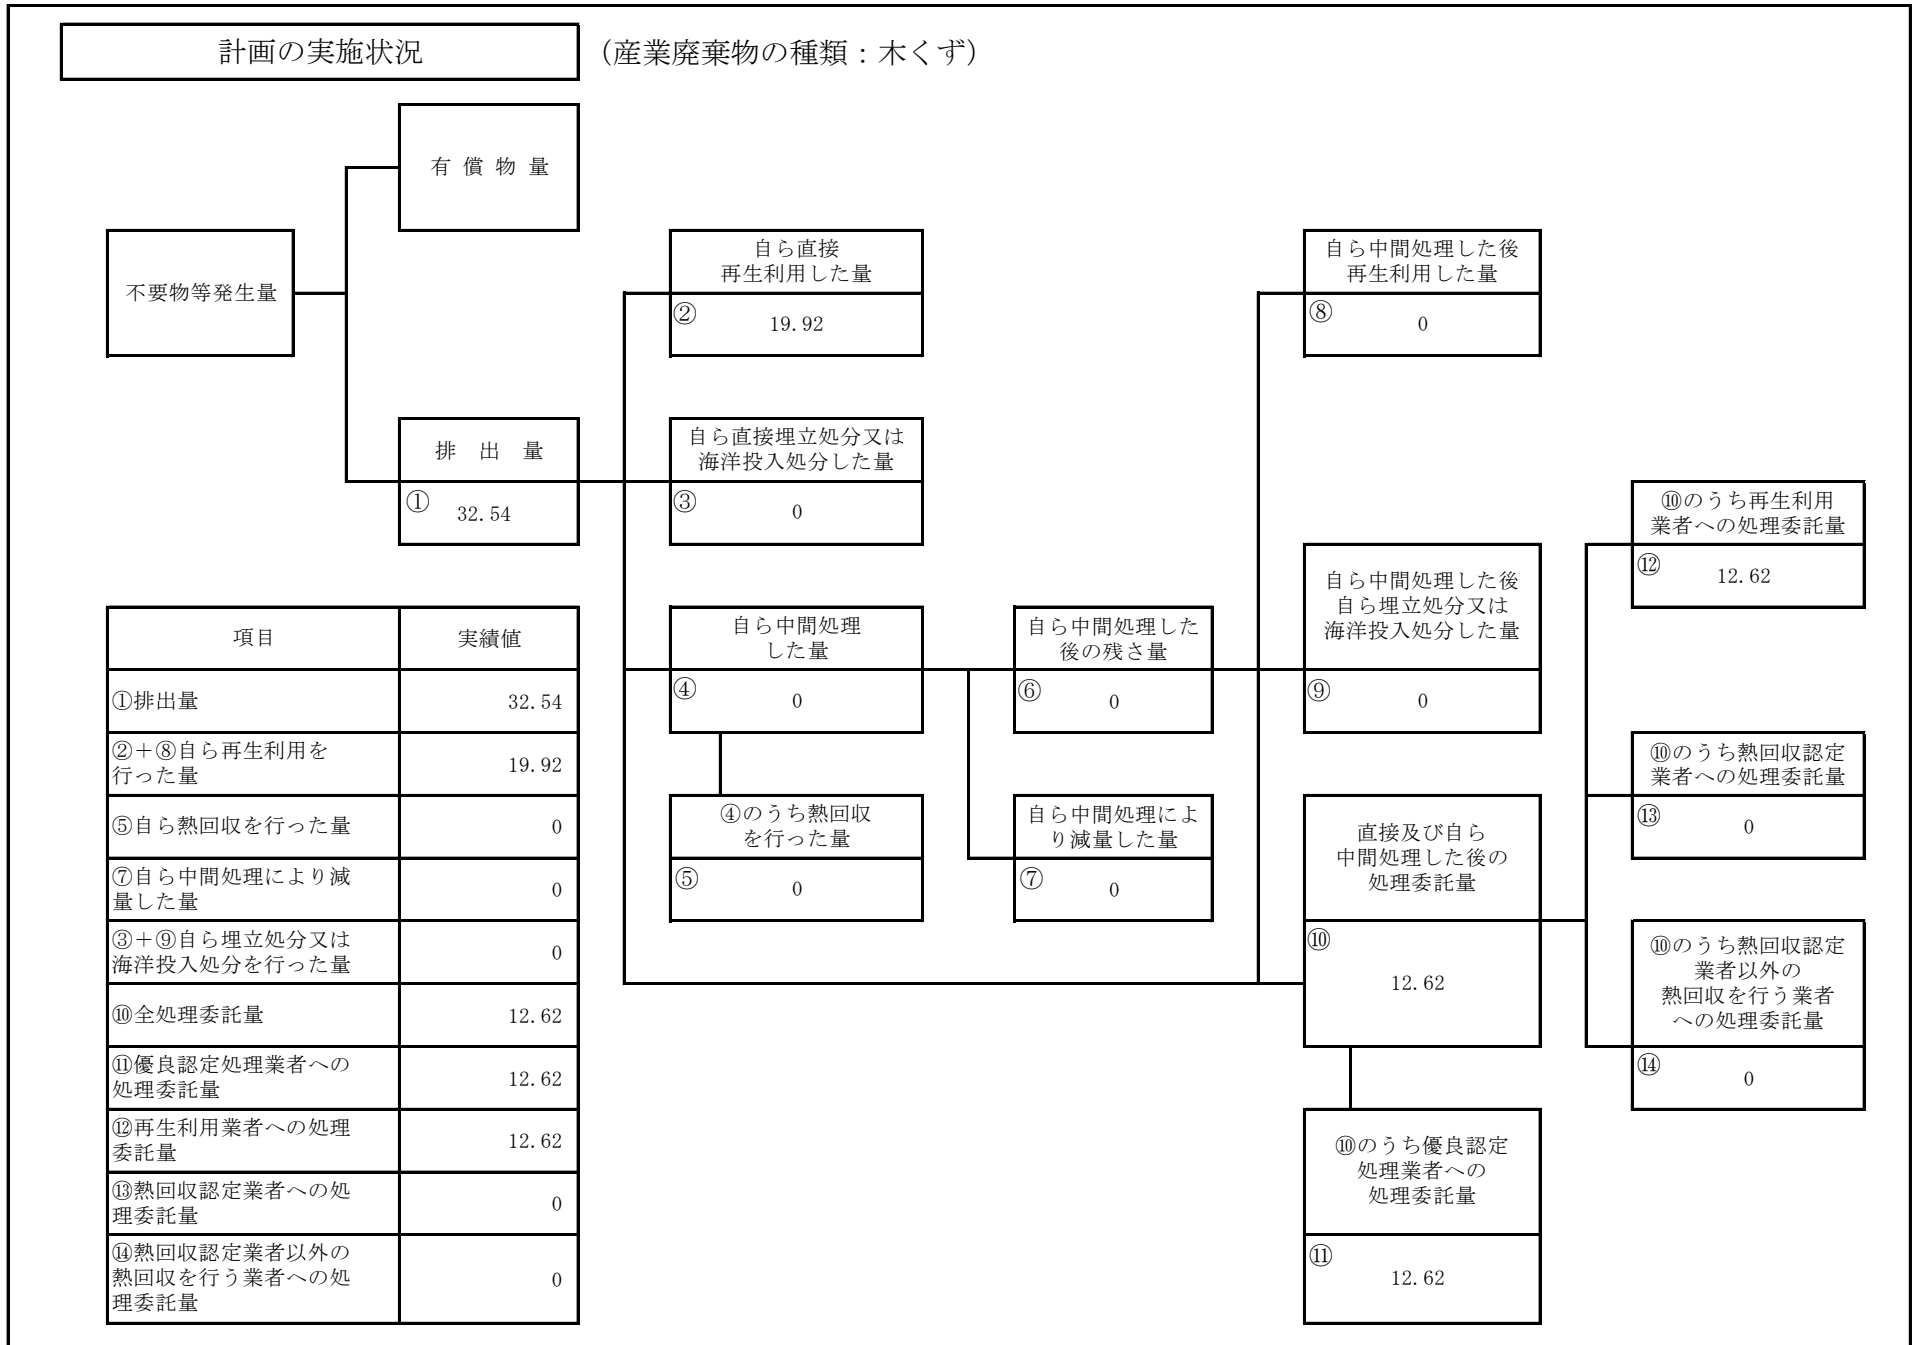 計画の実施状況
（産業廃棄物の種類：木くず）
有償物量
不要物等発生量
自ら直接
再生利用した量
② 19.92
自ら中間処理した後
再生利用した量
⑧ 0
排出量
① 32.54
自ら直接埋立処分又は
海洋投入処分した量
③ 0
⑩のうち再生利用
業者への処理委託量
⑫ 12.62
自ら中間処理した後
自ら埋立処分又は
海洋投入処分した量
⑨ 0
自ら中間処理
した量
④ 0
自ら中間処理した
後の残さ量
⑥ 0
⑩のうち熱回収認定
業者への処理委託量
⑬ 0
④のうち熱回収
を行った量
⑤ 0
自ら中間処理によ
り減量した量
⑦ 0
直接及び自ら
中間処理した後の
処理委託量
⑩ 12.62
⑩のうち熱回収認定
業者以外の
熱回収を行う業者
への処理委託量
⑭ 0
⑩のうち優良認定
処理業者への
処理委託量
⑪ 12.62
項目 実績値
①排出量 32.54
②＋⑧自ら再生利用を
行った量 19.92
⑤自ら熱回収を行った量 0
⑦自ら中間処理により減
量した量 0
③＋⑨自ら埋立処分又は
海洋投入処分を行った量 0
⑩全処理委託量 12.62
⑪優良認定処理業者への
処理委託量 12.62
⑫再生利用業者への処理
委託量 12.62
⑬熱回収認定業者への処
理委託量 0
⑭熱回収認定業者以外の
熱回収を行う業者への処
理委託量 0